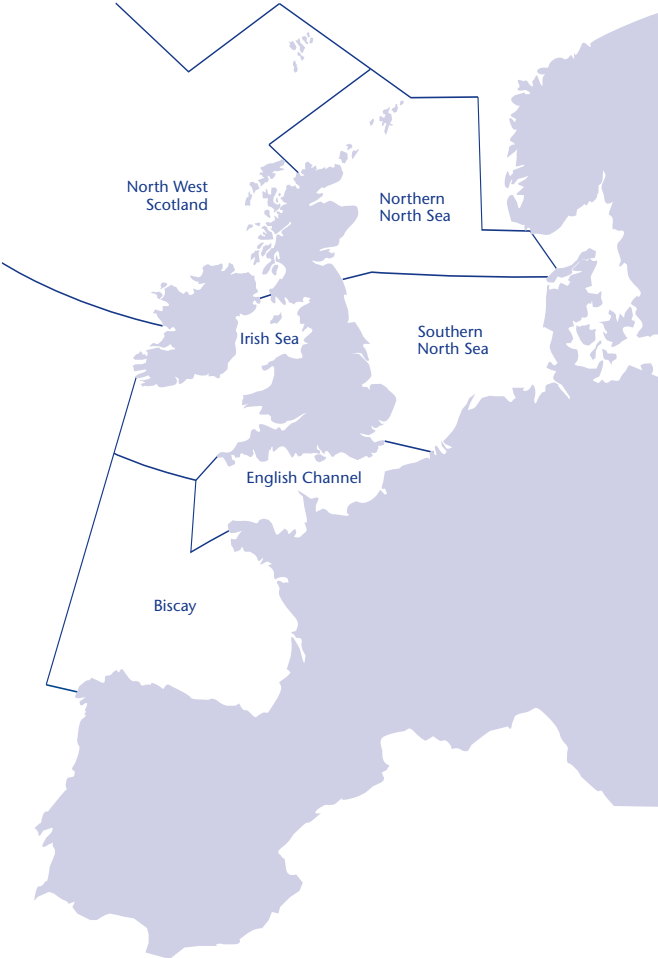 North West
Scotland
Northern
North Sea
Irish Sea
Southern
North Sea
English Channel
Biscay